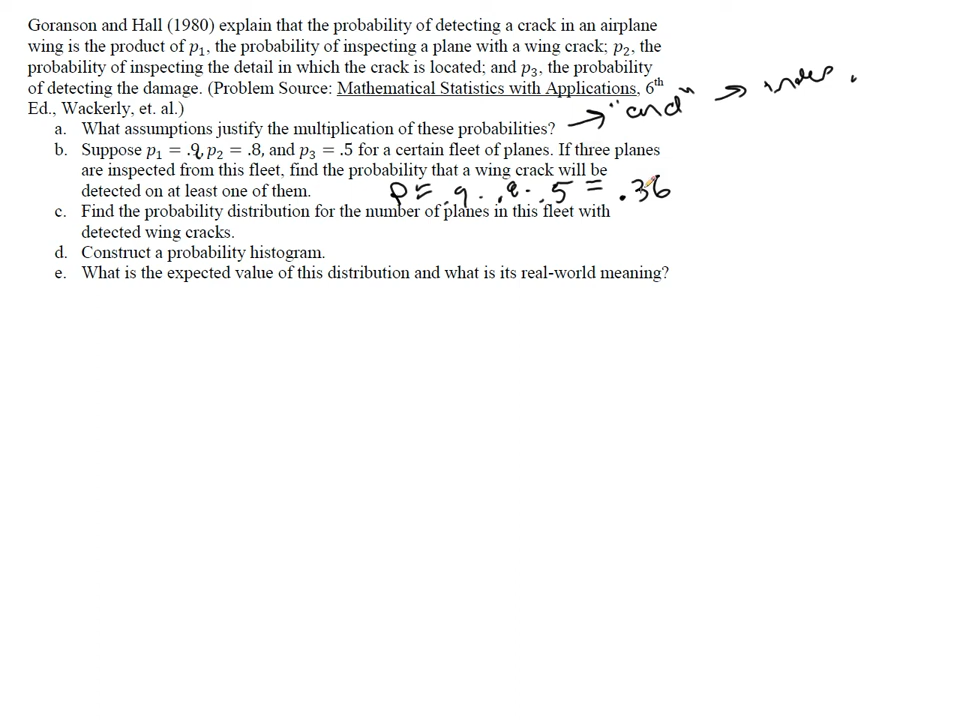 Goranson and Hall (1980) explain that the probability of detecting a crack in an airplane
wing is the product of p1, the probability of inspecting a plane with a wing crack; p2, the
probability of inspecting the detail in which the crack is located; and p3, the probability
of detecting the damage. (Problem Source: Mathematical Statistics with Applications, 6th
Ed., Wackerly, et. al.)
a. What assumptions justify the multiplication of these probabilities? → "and" →
b. Suppose p1 = .9, p2 = .8, and p3 = .5 for a certain fleet of planes. If three planes
are inspected from this fleet, find the probability that a wing crack will be
detected on at least one of them. P = .9 . .8 . .5 = .36
c. Find the probability distribution for the number of planes in this fleet with
detected wing cracks.
d. Construct a probability histogram.
e. What is the expected value of this distribution and what is its real-world meaning?